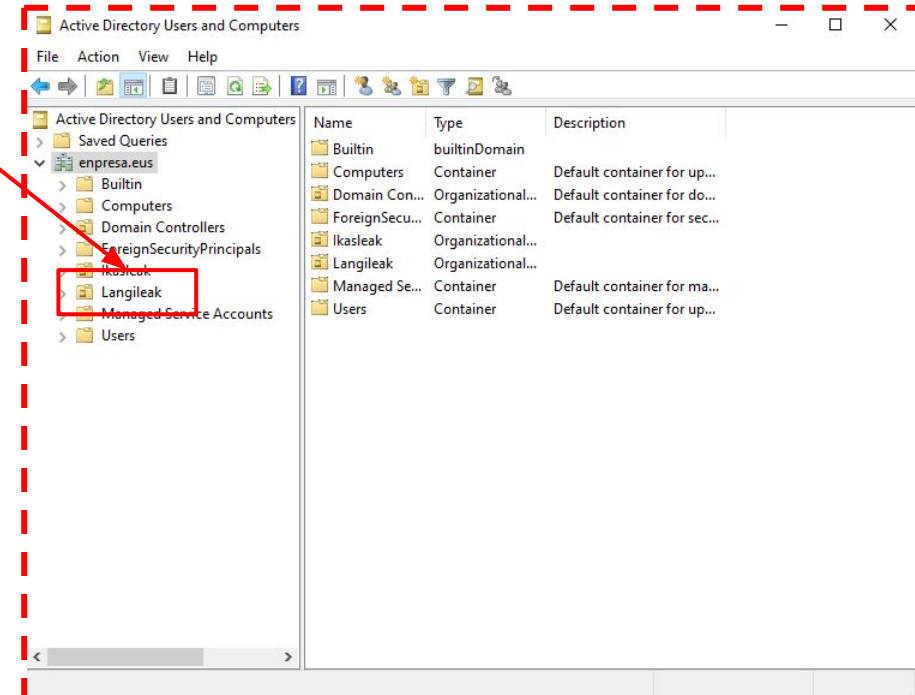 Active Directory Users and Computers
File Action View Help
Active Directory Users and Computers
Saved Queries
enpresa.eus
Builtin
Computers
Domain Controllers
ForeignSecurityPrincipals
Ikasleak
Langileak
Managed Service Accounts
Users
Name Type Description
Builtin builtinDomain
Computers Container Default container for up...
Domain Con... Organizational... Default container for do...
ForeignSecu... Container Default container for sec...
Ikasleak Organizational...
Langileak Organizational...
Managed Se... Container Default container for ma...
Users Container Default container for up...